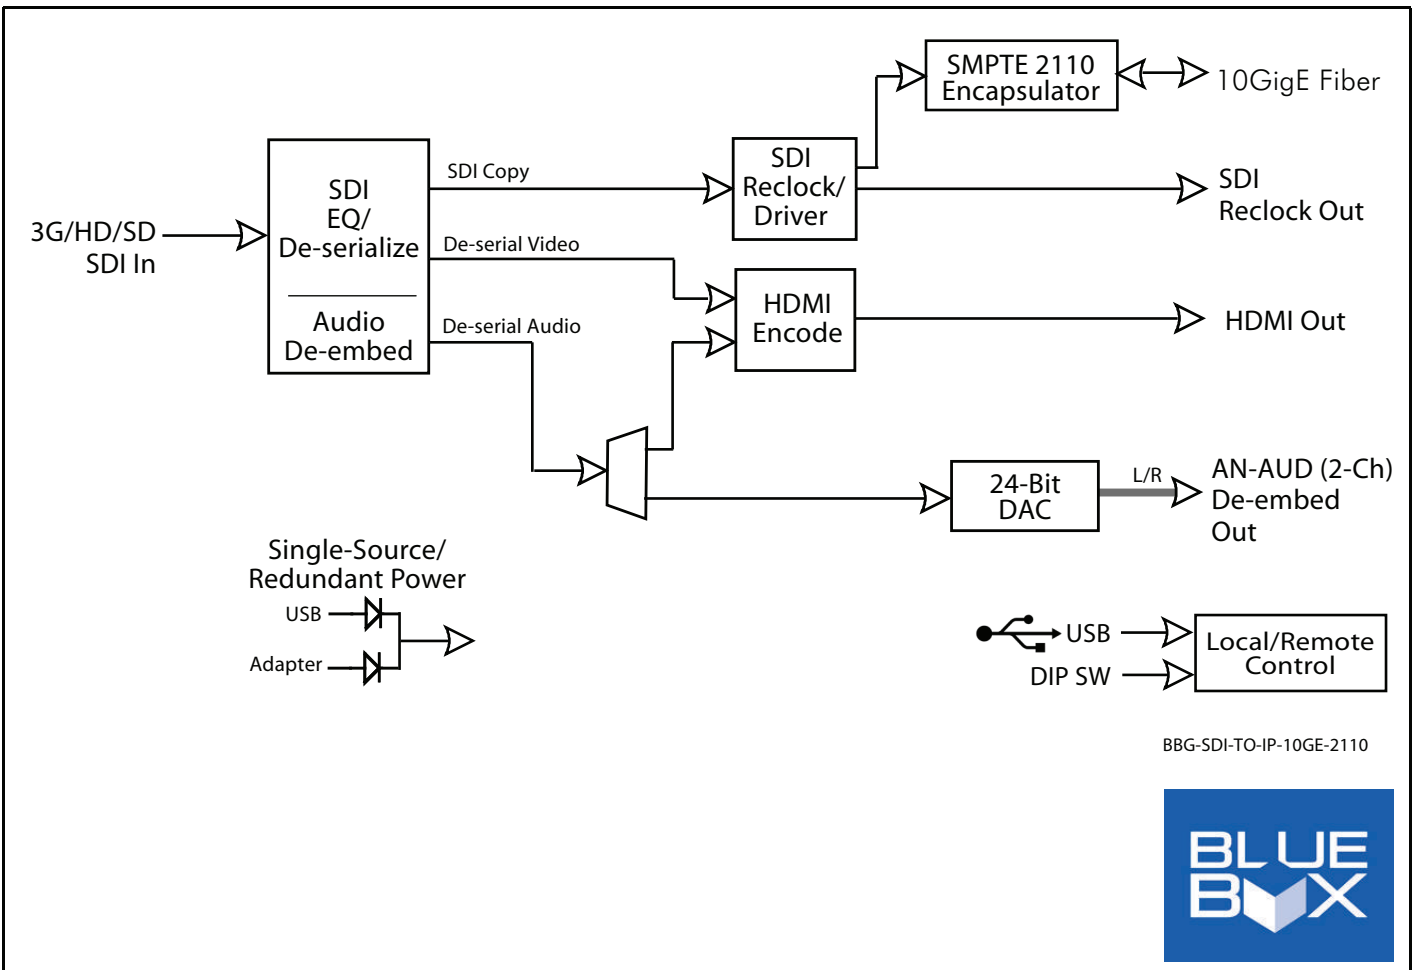 SMPTE 2110
Encapsulator
10GigE Fiber
SDI
EQ/
De-serialize
Audio
De-embed
SDI Copy
SDI
Reclock/
Driver
SDI
Reclock Out
3G/HD/SD
SDI In
De-serial Video
HDMI
Encode
HDMI Out
De-serial Audio
24-Bit
DAC
L/R
AN-AUD (2-Ch)
De-embed
Out
Single-Source/
Redundant Power
USB
Adapter
USB
DIP SW
Local/Remote
Control
BBG-SDI-TO-IP-10GE-2110
BLUE
BOX